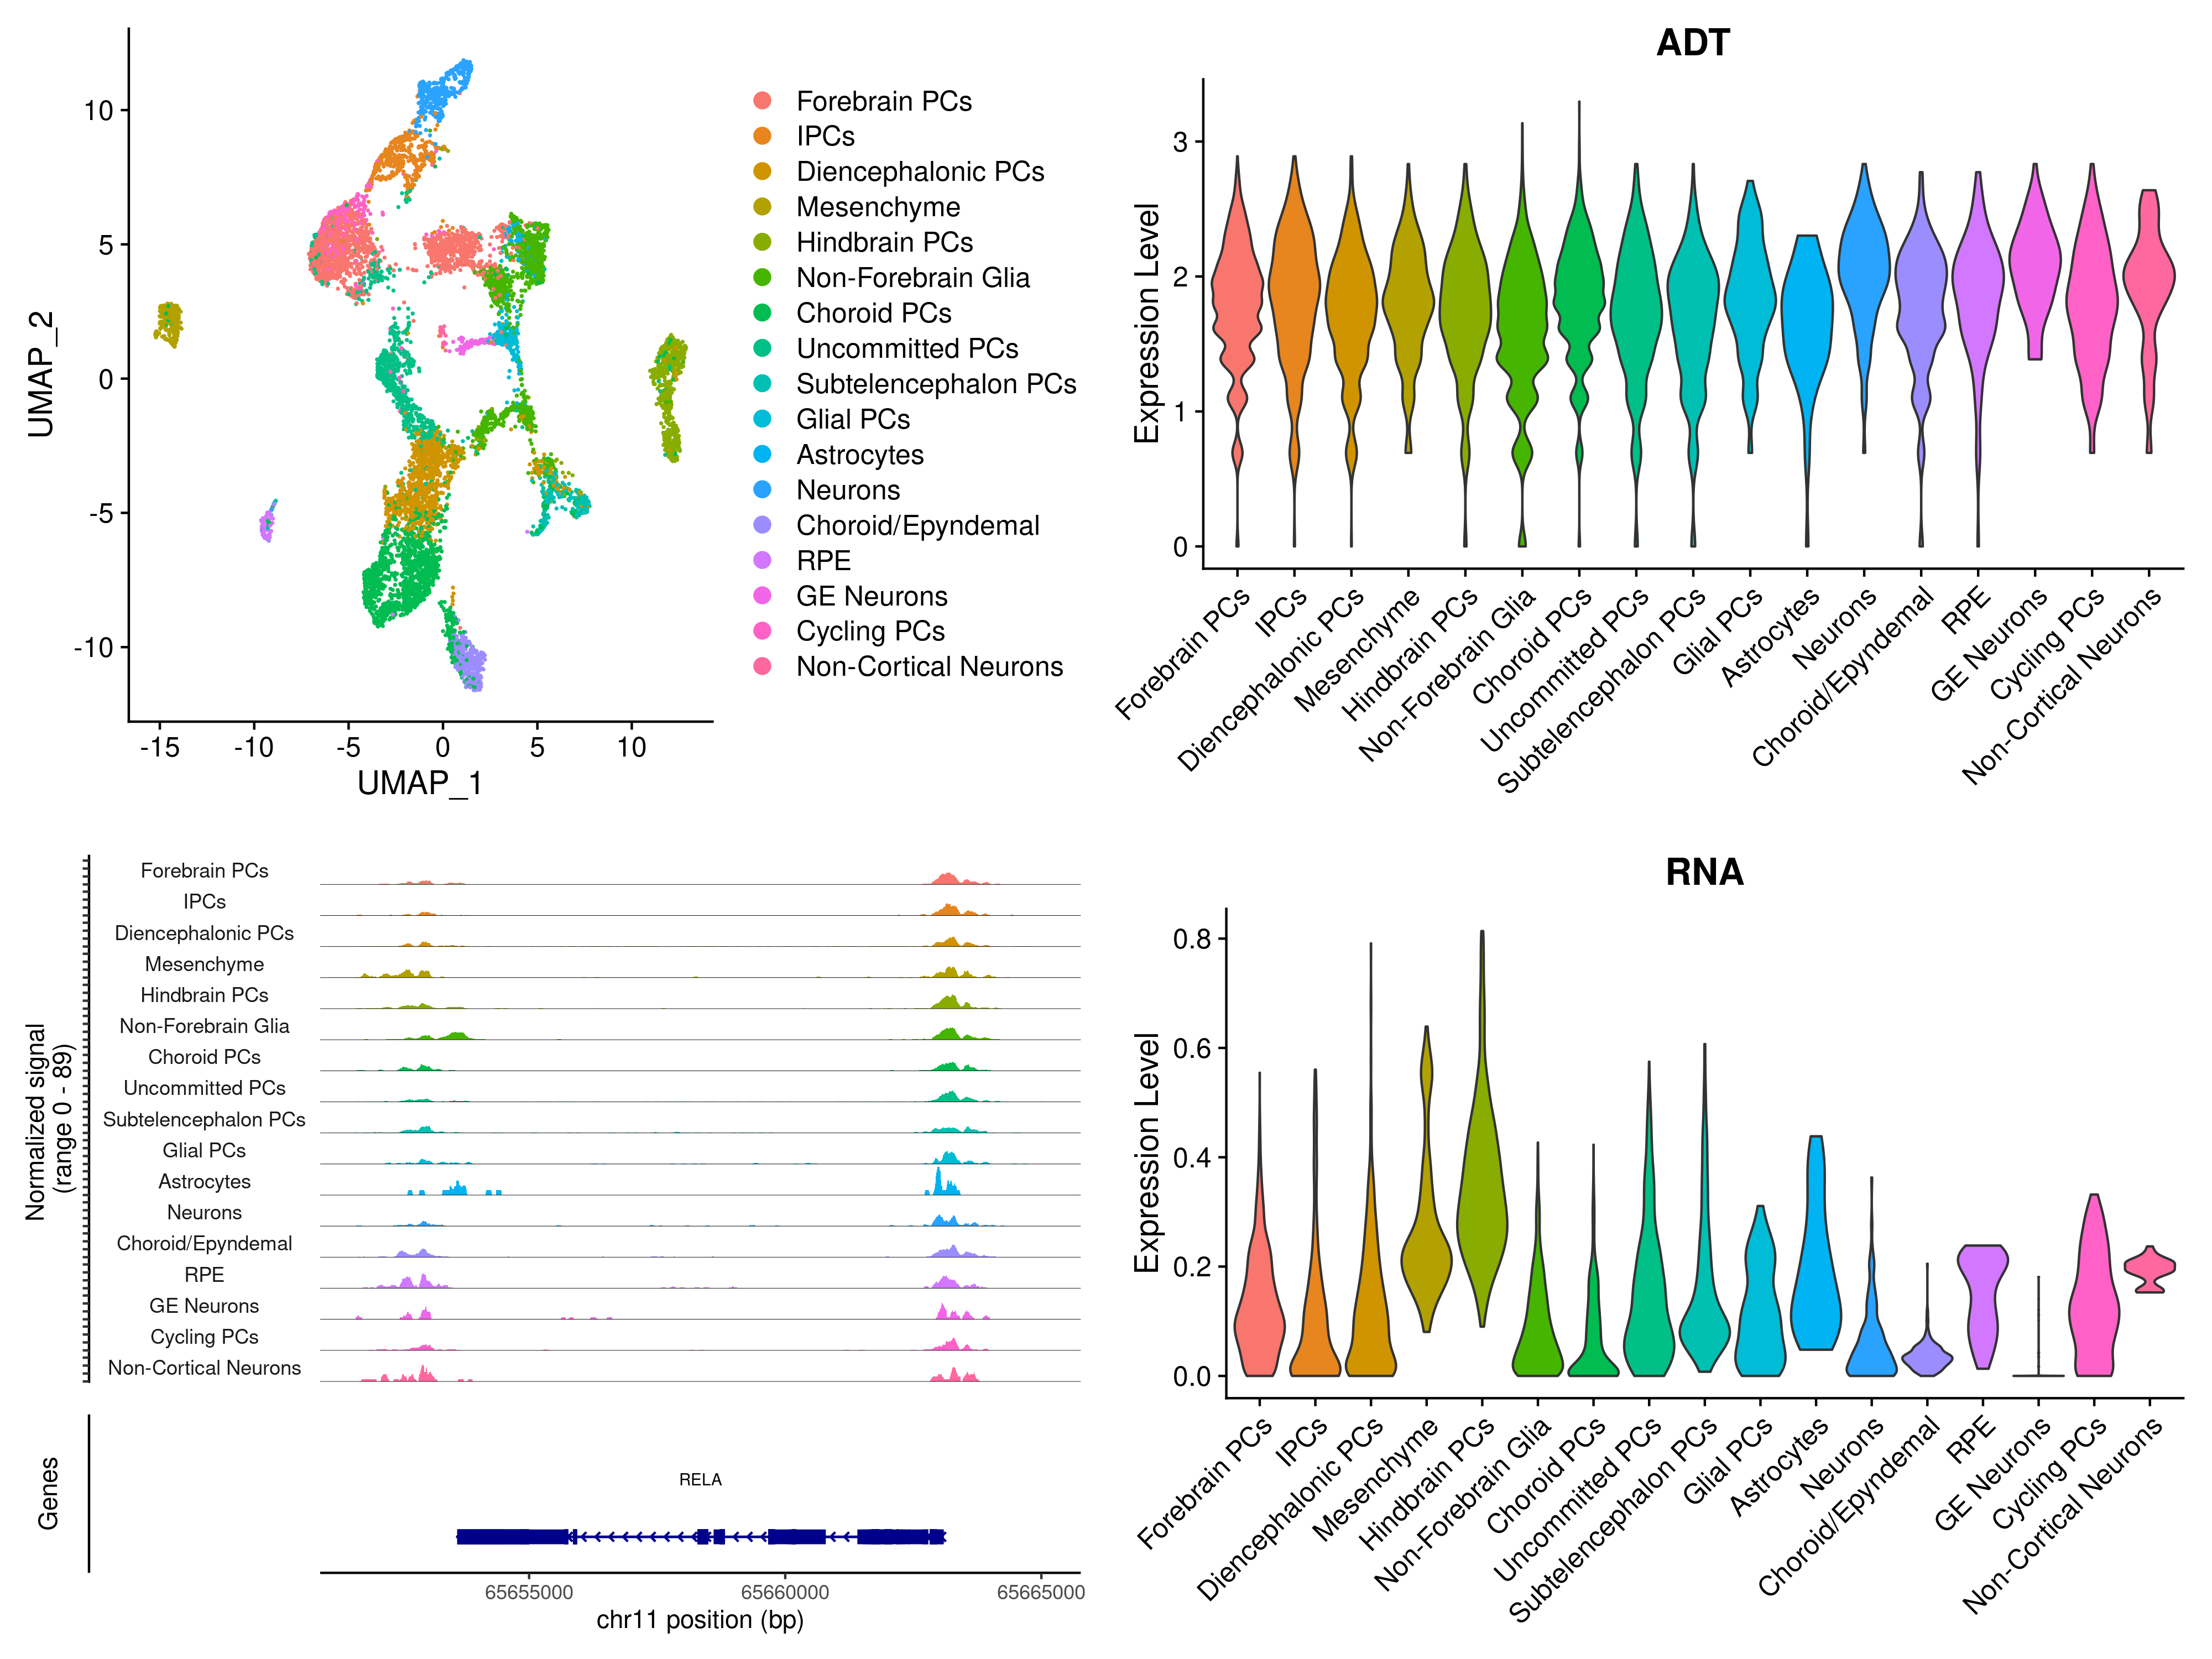 10
5
0
-5
-10
UMAP_2
-15
-10
-5
0
5
10
UMAP_1
Forebrain PCs
IPCs
Diencephalonic PCs
Mesenchyme
Hindbrain PCs
Non-Forebrain Glia
Choroid PCs
Uncommitted PCs
Subtelencephalon PCs
Glial PCs
Astrocytes
Neurons
Choroid/Epyndemal
RPE
GE Neurons
Cycling PCs
Non-Cortical Neurons
ADT
Expression Level
3
2
1
0
Forebrain PCs
IPCs
Diencephalonic PCs
Mesenchyme
Hindbrain PCs
Non-Forebrain Glia
Choroid PCs
Uncommitted PCs
Subtelencephalon PCs
Glial PCs
Astrocytes
Neurons
Choroid/Epyndemal
RPE
GE Neurons
Cycling PCs
Non-Cortical Neurons
Normalized signal
(range 0 - 89)
Forebrain PCs
IPCs
Diencephalonic PCs
Mesenchyme
Hindbrain PCs
Non-Forebrain Glia
Choroid PCs
Uncommitted PCs
Subtelencephalon PCs
Glial PCs
Astrocytes
Neurons
Choroid/Epyndemal
RPE
GE Neurons
Cycling PCs
Non-Cortical Neurons
Genes
RELA
65655000
65660000
65665000
chr11 position (bp)
RNA
Expression Level
0.8
0.6
0.4
0.2
0.0
Forebrain PCs
IPCs
Diencephalonic PCs
Mesenchyme
Hindbrain PCs
Non-Forebrain Glia
Choroid PCs
Uncommitted PCs
Subtelencephalon PCs
Glial PCs
Astrocytes
Neurons
Choroid/Epyndemal
RPE
GE Neurons
Cycling PCs
Non-Cortical Neurons